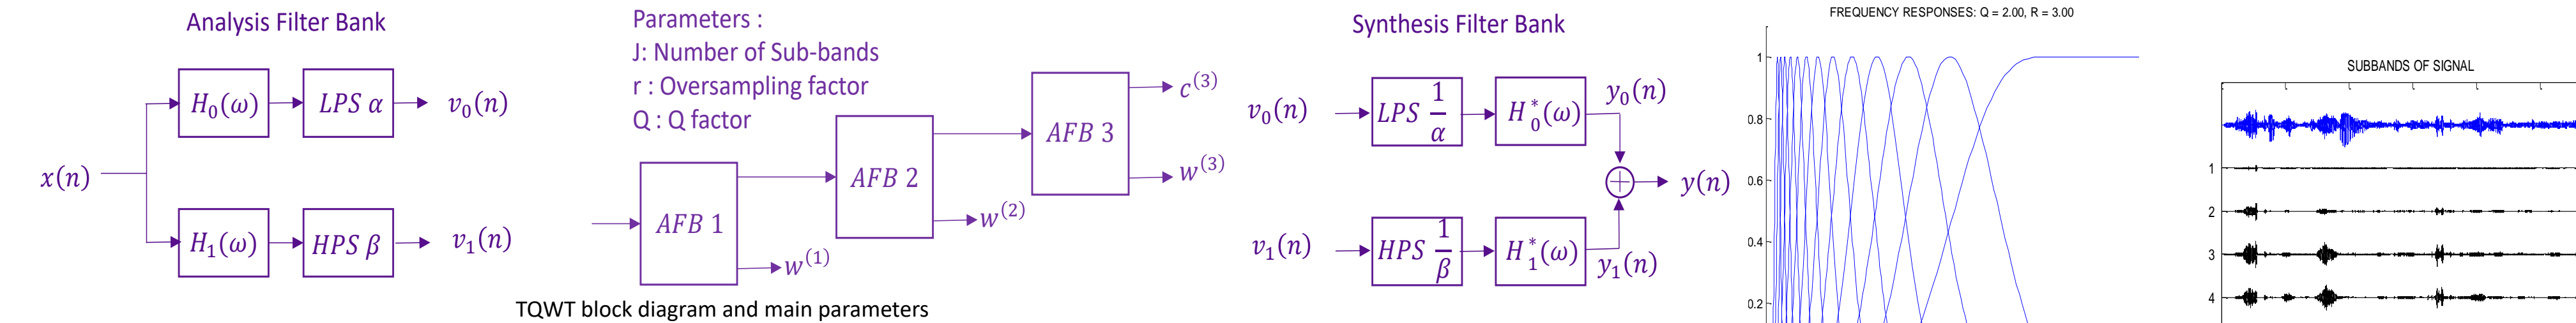 Analysis Filter Bank
H₀(ω)
LPS α
v₀(n)
x(n)
H₁(ω)
HPS β
v₁(n)
Parameters :
J: Number of Sub-bands
r : Oversampling factor
Q : Q factor
AFB 1
AFB 2
AFB 3
c⁽³⁾
w⁽³⁾
w⁽²⁾
w⁽¹⁾
TQWT block diagram and main parameters
Synthesis Filter Bank
v₀(n)
LPS 1/α
H₀*(ω)
y₀(n)
y(n)
v₁(n)
HPS 1/β
H₁*(ω)
y₁(n)
FREQUENCY RESPONSES: Q = 2.00, R = 3.00
1
0.8
0.6
0.4
0.2
SUBBANDS OF SIGNAL
1
2
3
4